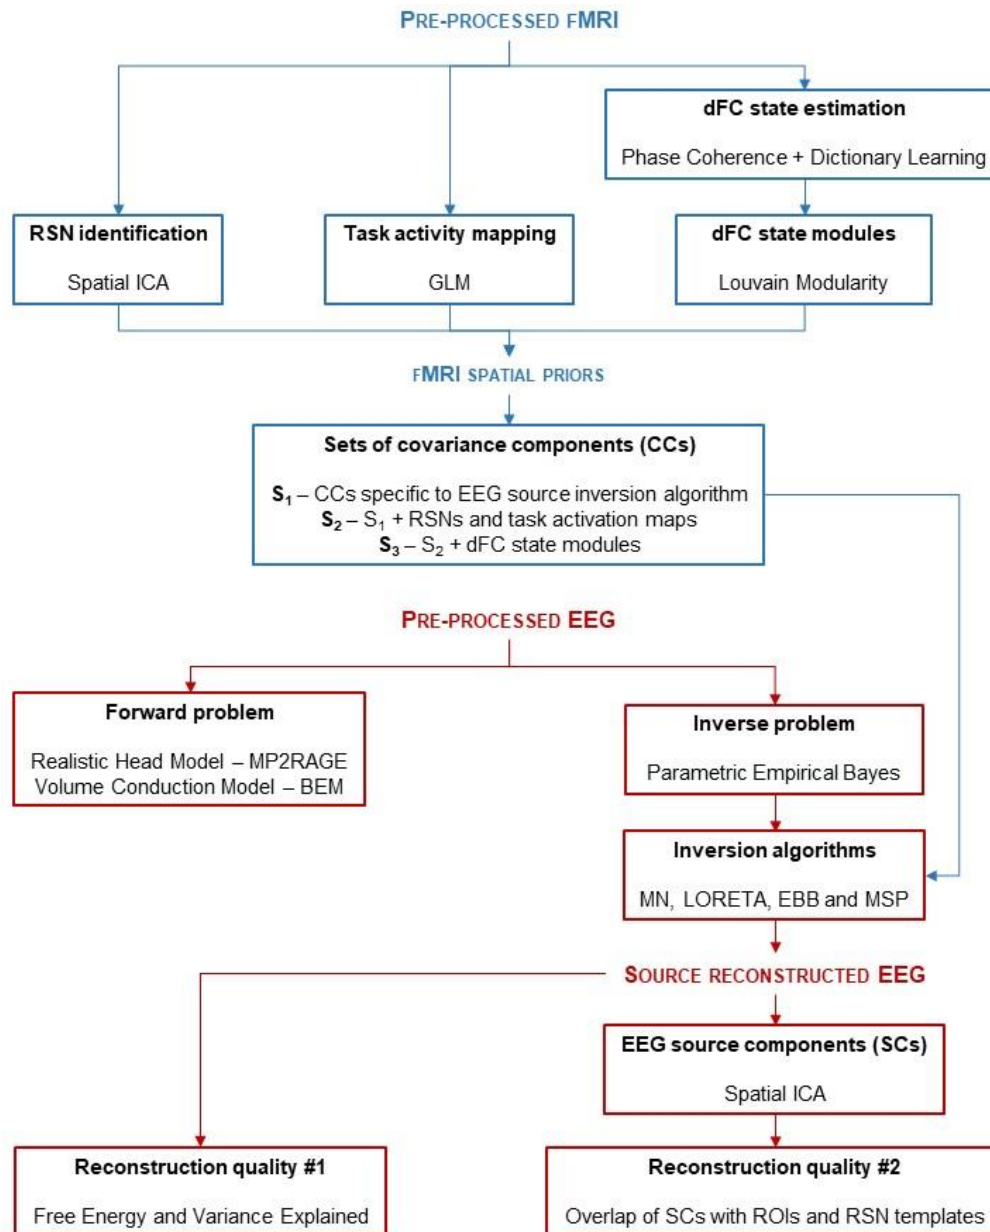 PRE-PROCESSED FMRI
dFC state estimation
Phase Coherence + Dictionary Learning
RSN identification
Spatial ICA
Task activity mapping
GLM
dFC state modules
Louvain Modularity
FMRI SPATIAL PRIORS
Sets of covariance components (CCs)
S₁ – CCs specific to EEG source inversion algorithm
S₂ – S₁ + RSNs and task activation maps
S₃ – S₂ + dFC state modules
PRE-PROCESSED EEG
Forward problem
Realistic Head Model – MP2RAGE
Volume Conduction Model – BEM
Inverse problem
Parametric Empirical Bayes
Inversion algorithms
MN, LORETA, EBB and MSP
SOURCE RECONSTRUCTED EEG
EEG source components (SCs)
Spatial ICA
Reconstruction quality #1
Free Energy and Variance Explained
Reconstruction quality #2
Overlap of SCs with ROIs and RSN templates